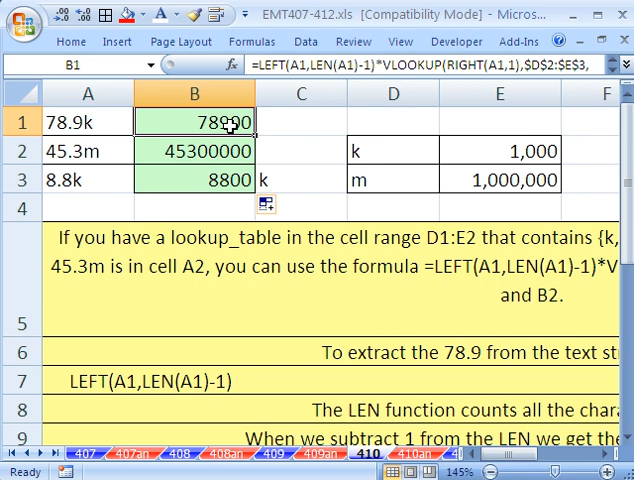 EMT407-412.xls [Compatibility Mode] - Micros...
Home Insert Page Layout Formulas Data Review View Developer Add-Ins
B1 fx =LEFT(A1,LEN(A1)-1)*VLOOKUP(RIGHT(A1,1),$D$2:$E$3,
A B C D E F
1 78.9k 78900
2 45.3m 45300000 k 1,000
3 8.8k 8800 k m 1,000,000
4
If you have a lookup_table in the cell range D1:E2 that contains {k,
45.3m is in cell A2, you can use the formula =LEFT(A1,LEN(A1)-1)*V
and B2.
5
6 To extract the 78.9 from the text st
7 LEFT(A1,LEN(A1)-1)
8 The LEN function counts all the chara
9 When we subtract 1 from the LEN we get the
407 407an 408 408an 409 409an 410 410an
Ready 145%